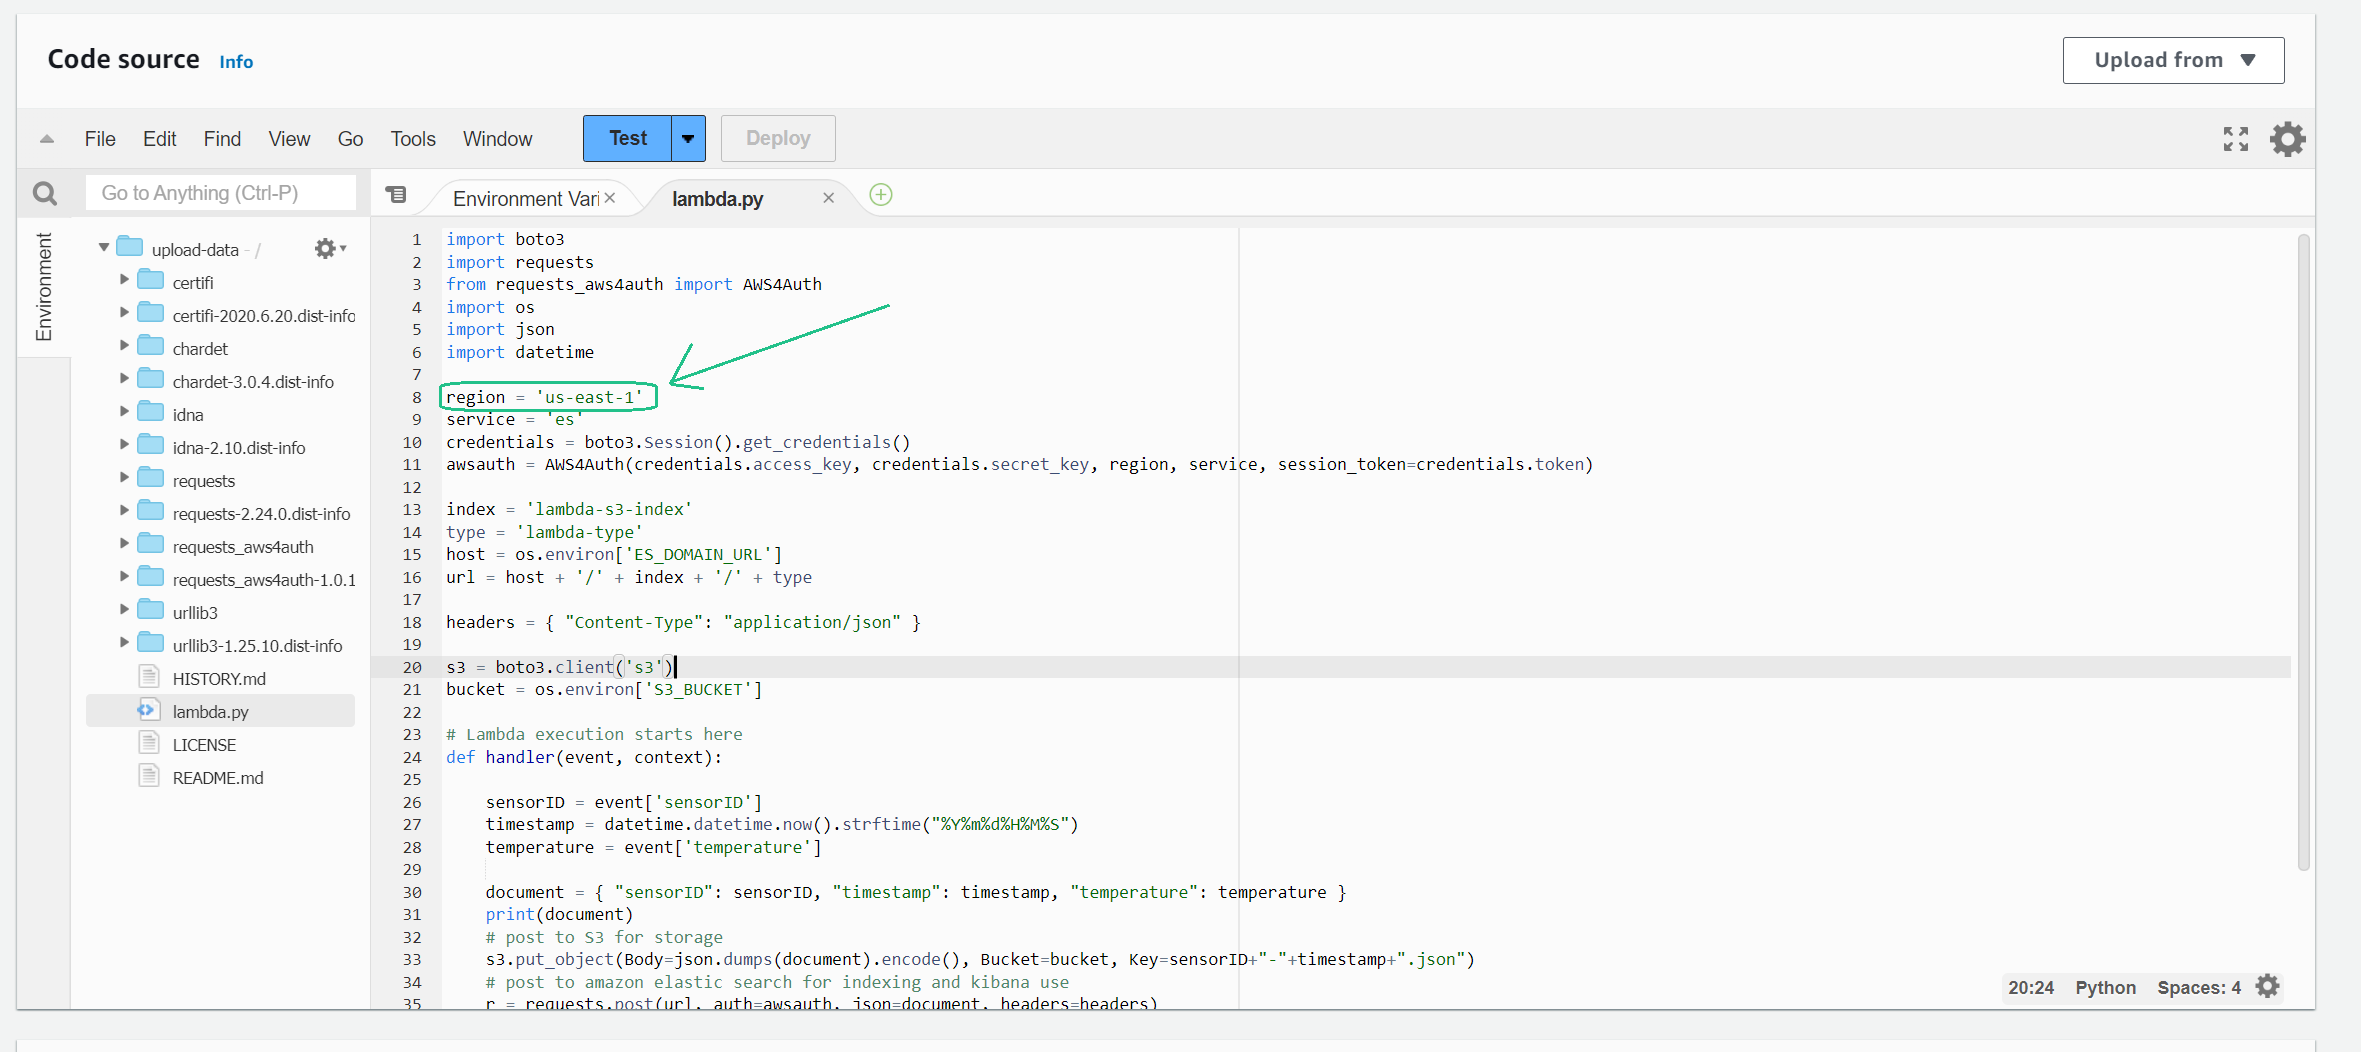 Code source Info
Upload from
File Edit Find View Go Tools Window Test Deploy
Go to Anything (Ctrl-P)
Environment Vari
lambda.py
Environment
upload-data - /
certifi
certifi-2020.6.20.dist-info
chardet
chardet-3.0.4.dist-info
idna
idna-2.10.dist-info
requests
requests-2.24.0.dist-info
requests_aws4auth
requests_aws4auth-1.0.1
urllib3
urllib3-1.25.10.dist-info
HISTORY.md
lambda.py
LICENSE
README.md
1 import boto3
2 import requests
3 from requests_aws4auth import AWS4Auth
4 import os
5 import json
6 import datetime
7
8 region = 'us-east-1'
9 service = 'es'
10 credentials = boto3.Session().get_credentials()
11 awsauth = AWS4Auth(credentials.access_key, credentials.secret_key, region, service, session_token=credentials.token)
12
13 index = 'lambda-s3-index'
14 type = 'lambda-type'
15 host = os.environ['ES_DOMAIN_URL']
16 url = host + '/' + index + '/' + type
17
18 headers = { "Content-Type": "application/json" }
19
20 s3 = boto3.client('s3')
21 bucket = os.environ['S3_BUCKET']
22
23 # Lambda execution starts here
24 def handler(event, context):
25
26 sensorID = event['sensorID']
27 timestamp = datetime.datetime.now().strftime("%Y%m%d%H%M%S")
28 temperature = event['temperature']
29
30 document = { "sensorID": sensorID, "timestamp": timestamp, "temperature": temperature }
31 print(document)
32 # post to S3 for storage
33 s3.put_object(Body=json.dumps(document).encode(), Bucket=bucket, Key=sensorID+"-"+timestamp+".json")
34 # post to amazon elastic search for indexing and kibana use
35 r = requests.post(url, auth=awsauth, json=document, headers=headers)
20:24 Python Spaces: 4